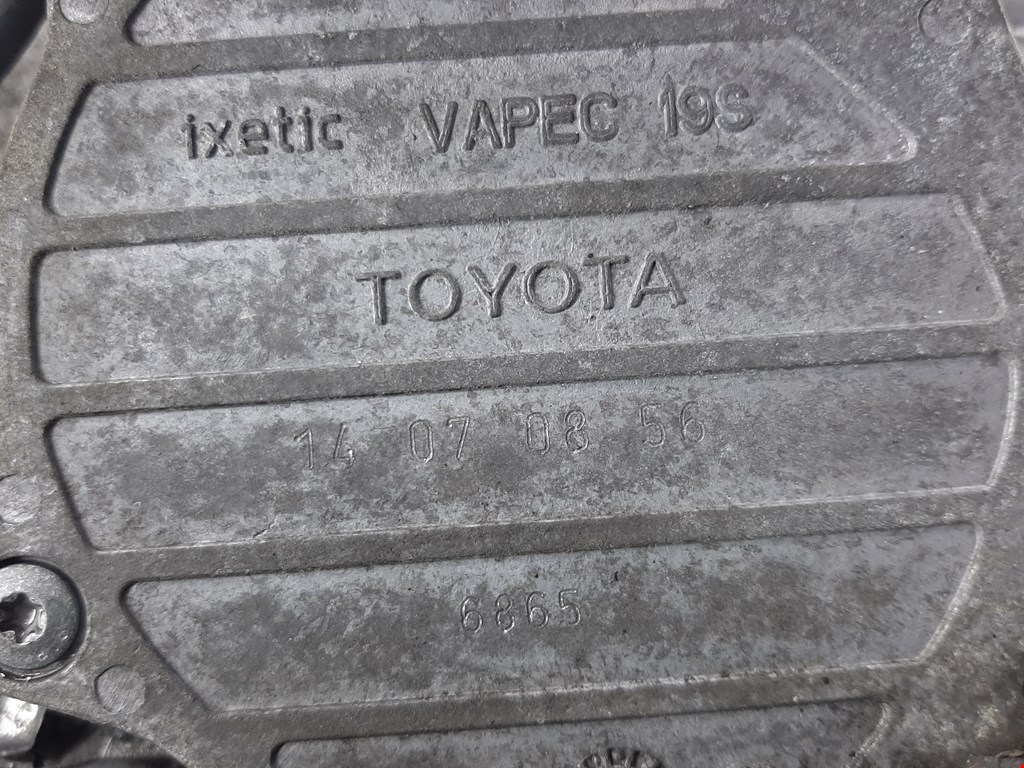 ixetic VAPEC 19S
TOYOTA
14 07 08 56
6865